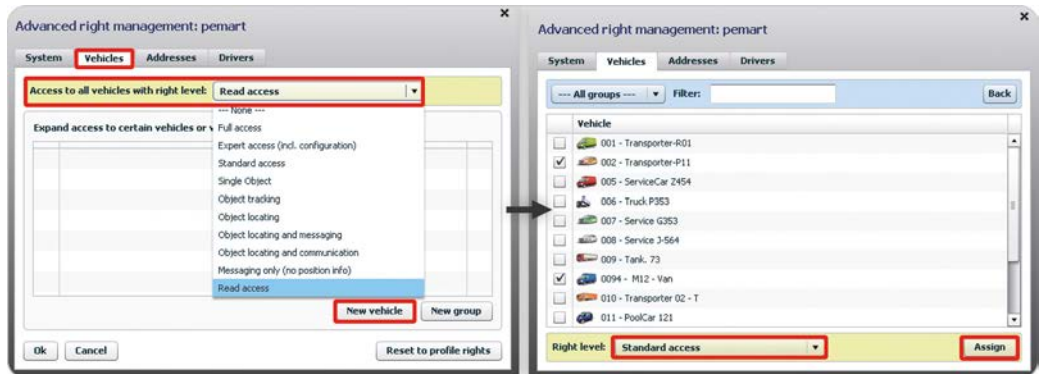 Advanced right management: pemart
System Vehicles Addresses Drivers
Access to all vehicles with right level: Read access
--- None ---
Expand access to certain vehicles or
Full access
Expert access (incl. configuration)
Standard access
Single Object
Object tracking
Object locating
Object locating and messaging
Object locating and communication
Messaging only (no position info)
Read access
New vehicle New group
Ok Cancel Reset to profile rights
Advanced right management: pemart
System Vehicles Addresses Drivers
--- All groups --- Filter: Back
Vehicle
001 - Transporter-R01
002 - Transporter-P11
005 - ServiceCar Z454
006 - Truck P353
007 - Service G353
008 - Service J-564
009 - Tank. 73
0094 - M12 - Van
010 - Transporter 02 - T
011 - PoolCar 121
Right level: Standard access Assign